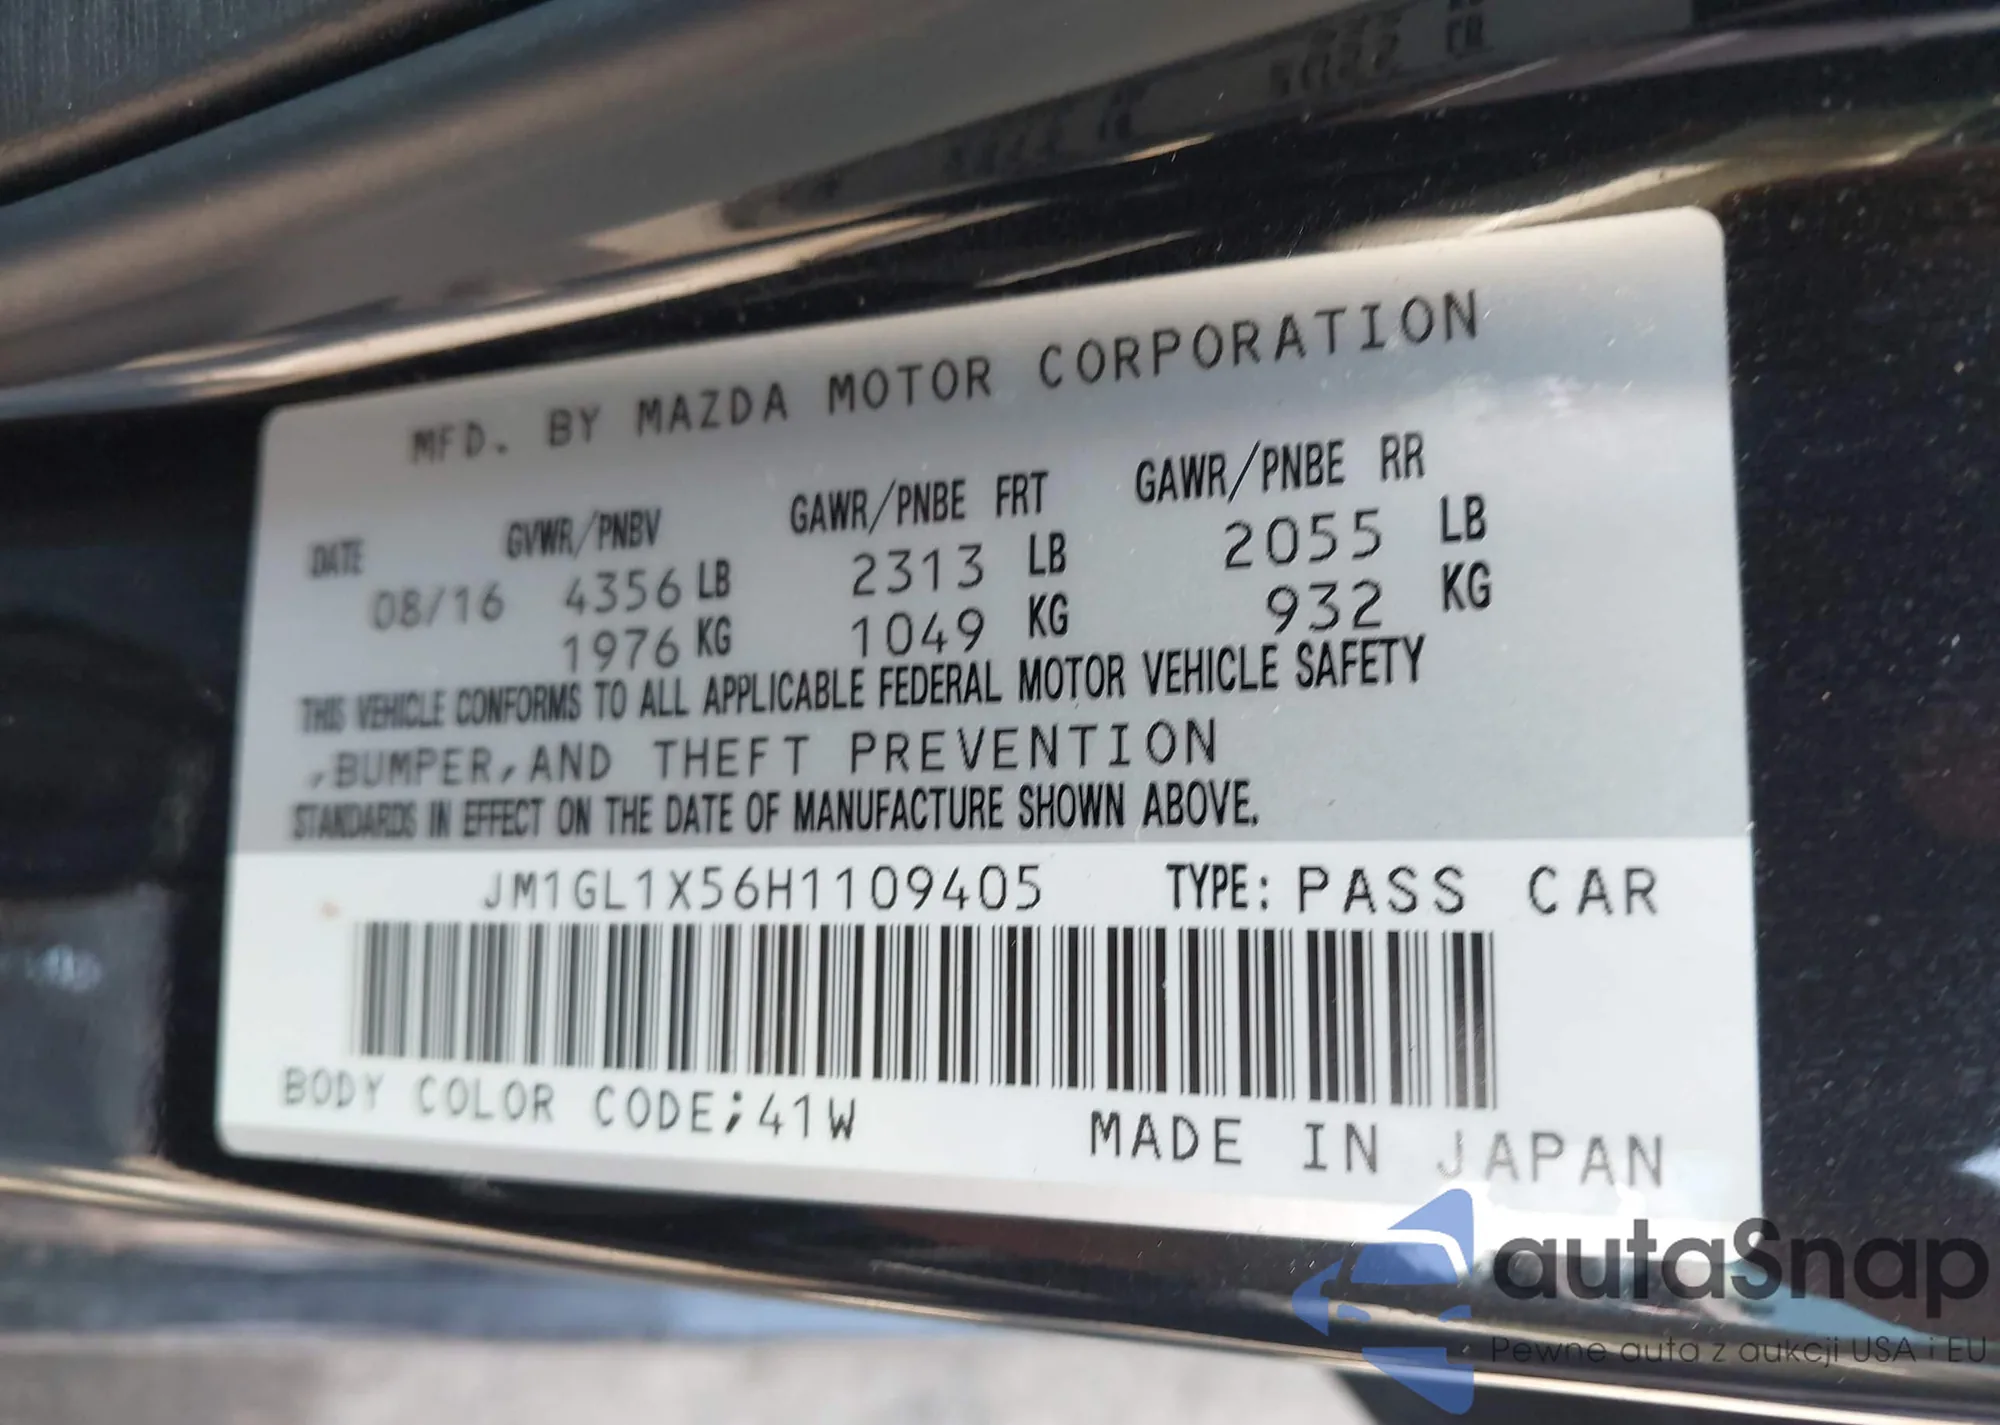 MFD. BY MAZDA MOTOR CORPORATION
DATE GVWR/PNBV GAWR/PNBE FRT GAWR/PNBE RR
08/16 4356 LB 2313 LB 2055 LB
1976 KG 1049 KG 932 KG
THIS VEHICLE CONFORMS TO ALL APPLICABLE FEDERAL MOTOR VEHICLE SAFETY
,BUMPER,AND THEFT PREVENTION
STANDARDS IN EFFECT ON THE DATE OF MANUFACTURE SHOWN ABOVE.
JM1GL1X56H1109405 TYPE: PASS CAR
BODY COLOR CODE;41W MADE IN JAPAN
autaSnap
Pewne auta z aukcji USA i EU